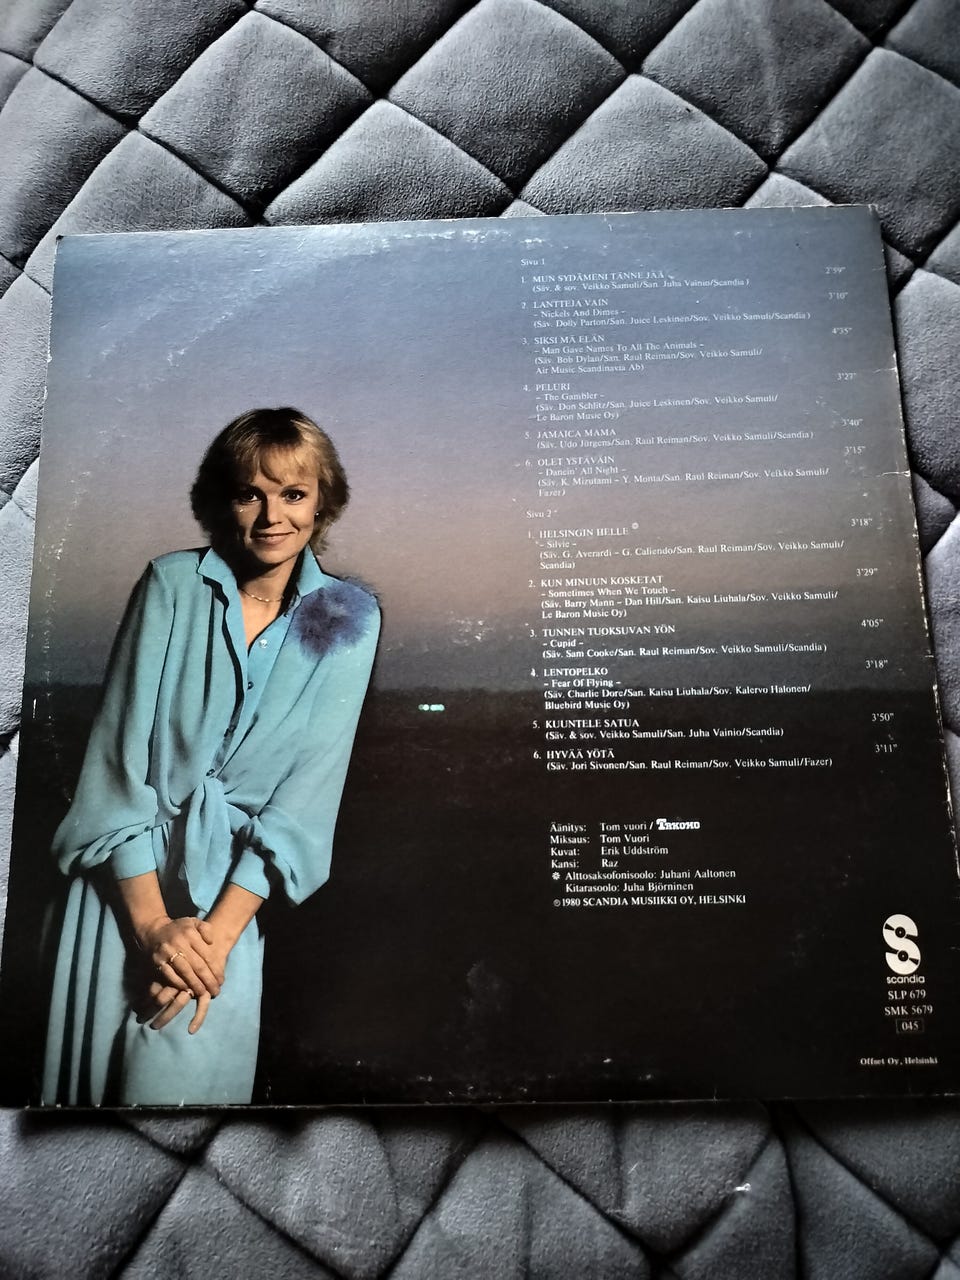 Sivu 1
1. MUN SYDÄMENI TÄNNE JÄÄ 2'59"
(Säv. & sov. Veikko Samuli/San. Juha Vainio/Scandia)
2. LANTTEJA VAIN 3'10"
- Nickels And Dimes -
(Säv. Dolly Parton/San. Juice Leskinen/Sov. Veikko Samuli/Scandia)
3. SIKSI MÄ ELÄN 4'35"
- Man Gave Names To All The Animals -
(Säv. Bob Dylan/San. Raul Reiman/Sov. Veikko Samuli/
Air Music Scandinavia Ab)
4. PELURI 3'27"
- The Gambler -
(Säv. Don Schlitz/San. Juice Leskinen/Sov. Veikko Samuli/
Le Baron Music Oy)
5. JAMAICA MAMA 3'40"
(Säv. Udo Jürgens/San. Raul Reiman/Sov. Veikko Samuli/Scandia)
6. OLET YSTÄVÄIN 3'15"
- Dancin' All Night -
(Säv. K. Mizutami - Y. Monta/San. Raul Reiman/Sov. Veikko Samuli/
Fazer)
Sivu 2
1. HELSINGIN HELLE ❁ 3'18"
- Silvie -
(Säv. G. Averardi - G. Caliendo/San. Raul Reiman/Sov. Veikko Samuli/
Scandia)
2. KUN MINUUN KOSKETAT 3'29"
- Sometimes When We Touch -
(Säv. Barry Mann - Dan Hill/San. Kaisu Liuhala/Sov. Veikko Samuli/
Le Baron Music Oy)
3. TUNNEN TUOKSUVAN YÖN 4'05"
- Cupid -
(Säv. Sam Cooke/San. Raul Reiman/Sov. Veikko Samuli/Scandia)
4. LENTOPELKO 3'18"
- Fear Of Flying -
(Säv. Charlie Dore/San. Kaisu Liuhala/Sov. Kalervo Halonen/
Bluebird Music Oy)
5. KUUNTELE SATUA 3'50"
(Säv. & sov. Veikko Samuli/San. Juha Vainio/Scandia)
6. HYVÄÄ YÖTÄ 3'11"
(Säv. Jori Sivonen/San. Raul Reiman/Sov. Veikko Samuli/Fazer)
Äänitys: Tom vuori / Takomo
Miksaus: Tom Vuori
Kuvat: Erik Uddström
Kansi: Raz
❁ Alttosaksofonisoolo: Juhani Aaltonen
Kitarasoolo: Juha Björninen
℗ 1980 SCANDIA MUSIIKKI OY, HELSINKI
S
scandia
SLP 679
SMK 5679
045
Offset Oy, Helsinki